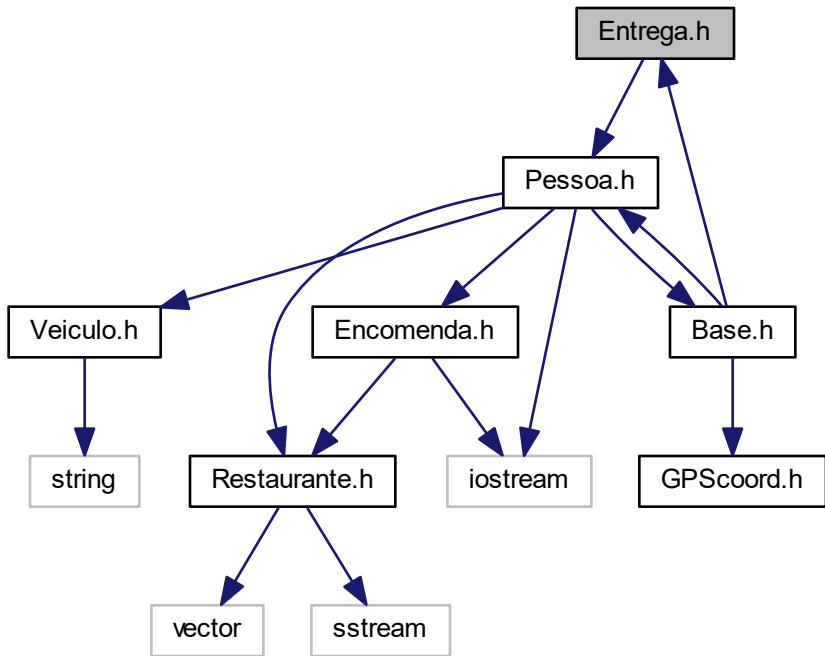 Entrega.h
Pessoa.h
Veiculo.h
Encomenda.h
Base.h
string
Restaurante.h
iostream
GPScoord.h
vector
sstream